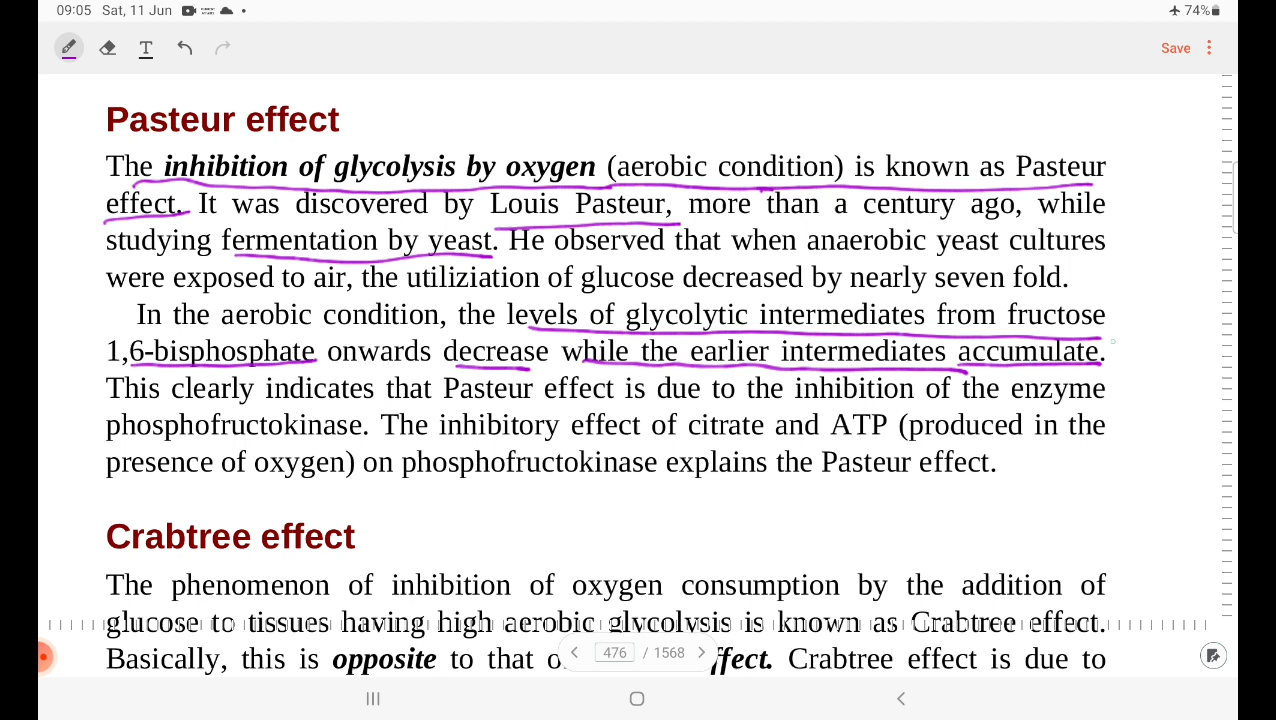 09:05 Sat, 11 Jun
74%
T
Save
Pasteur effect
The inhibition of glycolysis by oxygen (aerobic condition) is known as Pasteur
effect. It was discovered by Louis Pasteur, more than a century ago, while
studying fermentation by yeast. He observed that when anaerobic yeast cultures
were exposed to air, the utiliziation of glucose decreased by nearly seven fold.
In the aerobic condition, the levels of glycolytic intermediates from fructose
1,6-bisphosphate onwards decrease while the earlier intermediates accumulate.
This clearly indicates that Pasteur effect is due to the inhibition of the enzyme
phosphofructokinase. The inhibitory effect of citrate and ATP (produced in the
presence of oxygen) on phosphofructokinase explains the Pasteur effect.
Crabtree effect
The phenomenon of inhibition of oxygen consumption by the addition of
glucose to tissues having high aerobic glycolysis is known as Crabtree effect.
Basically, this is opposite to that ffect. Crabtree effect is due to
476 / 1568